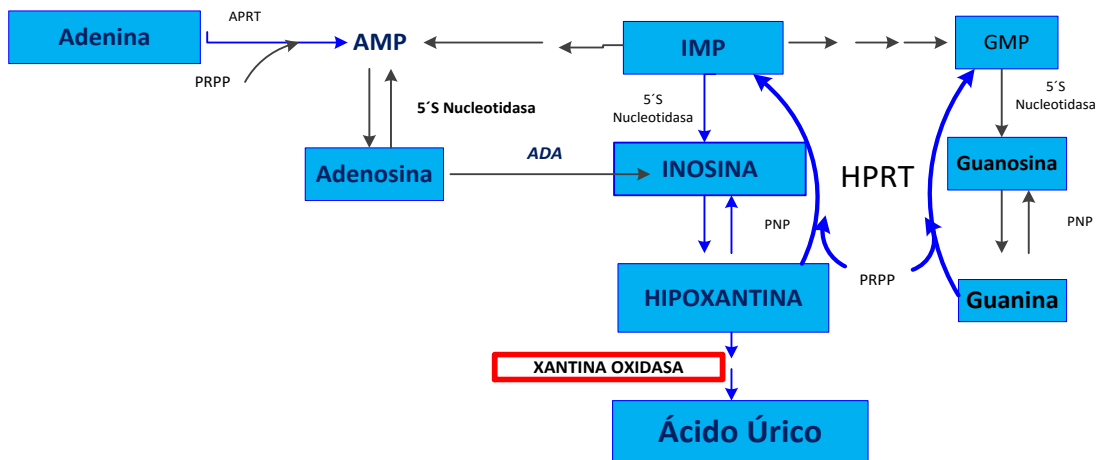 APRT
Adenina
AMP
IMP
GMP
PRPP
5´S Nucleotidasa
5´S
Nucleotidasa
5´S
Nucleotidasa
ADA
Adenosina
INOSINA
HPRT
Guanosina
PNP
PNP
PRPP
HIPOXANTINA
Guanina
XANTINA OXIDASA
Ácido Úrico